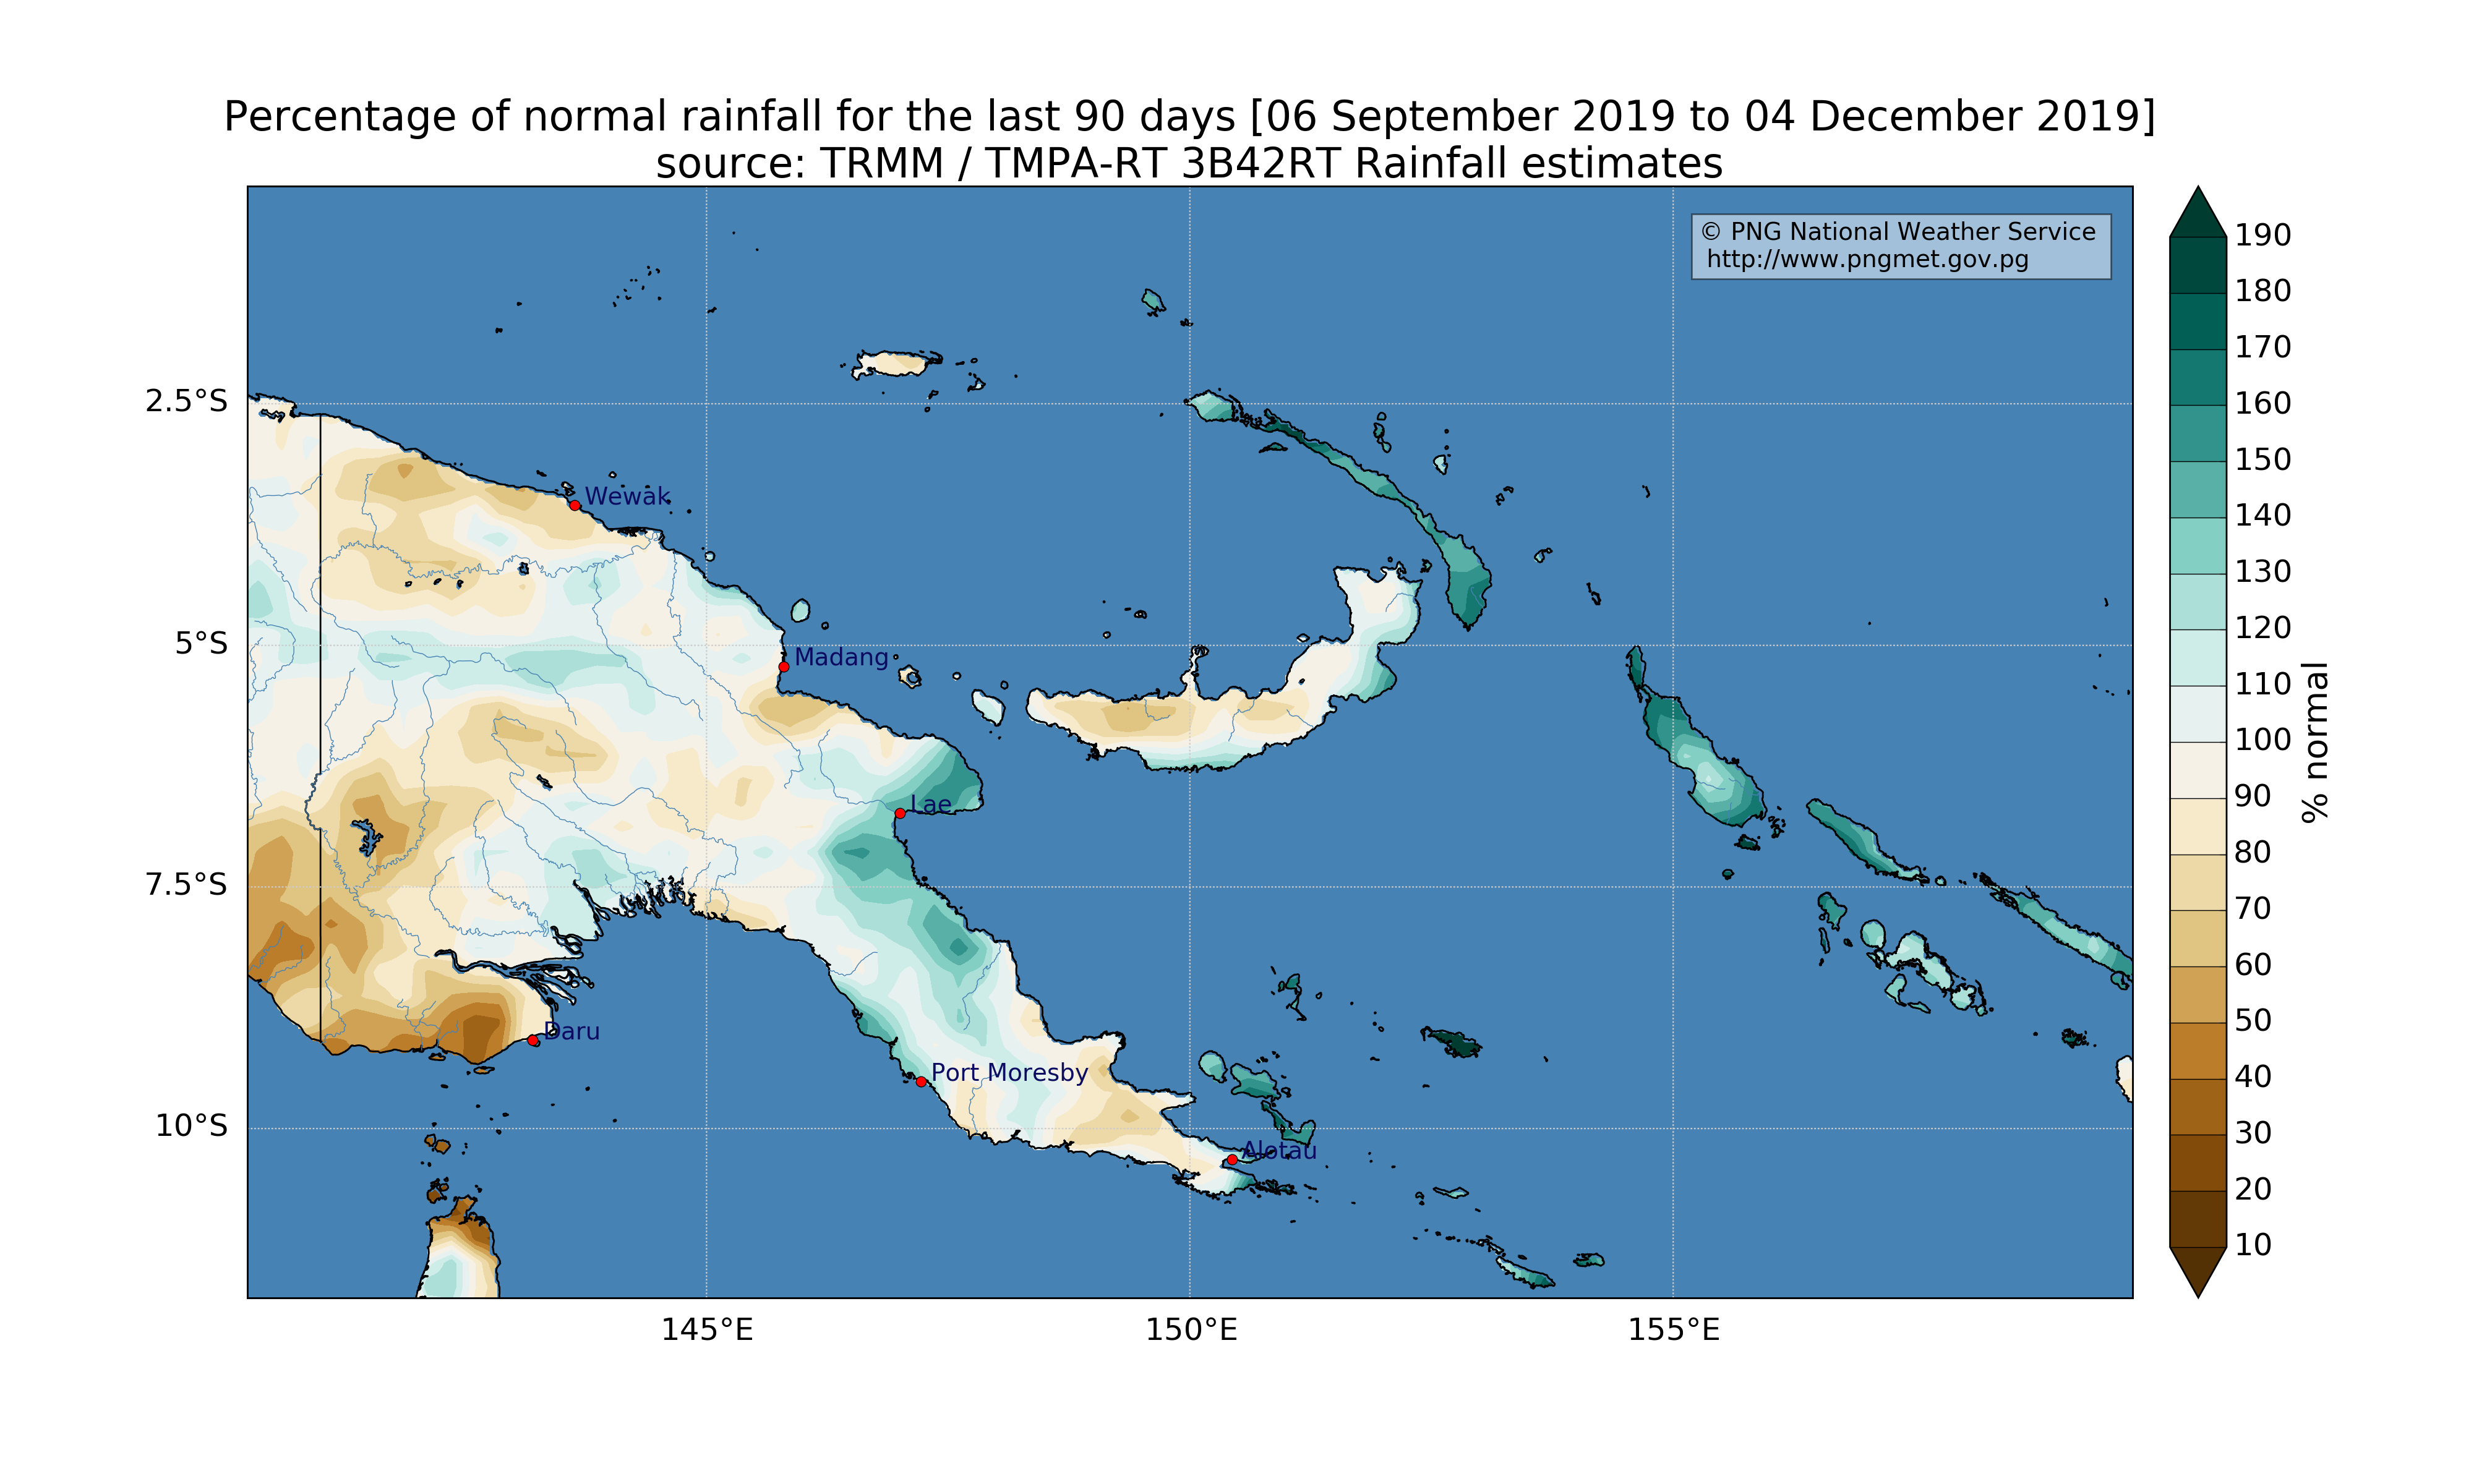 Percentage of normal rainfall for the last 90 days [06 September 2019 to 04 December 2019]
source: TRMM / TMPA-RT 3B42RT Rainfall estimates
© PNG National Weather Service
http://www.pngmet.gov.pg
2.5°S
5°S
7.5°S
10°S
Wewak
Madang
Lae
Daru
Port Moresby
Alotau
145°E
150°E
155°E
190
180
170
160
150
140
130
120
110
100
90
80
70
60
50
40
30
20
10
% normal